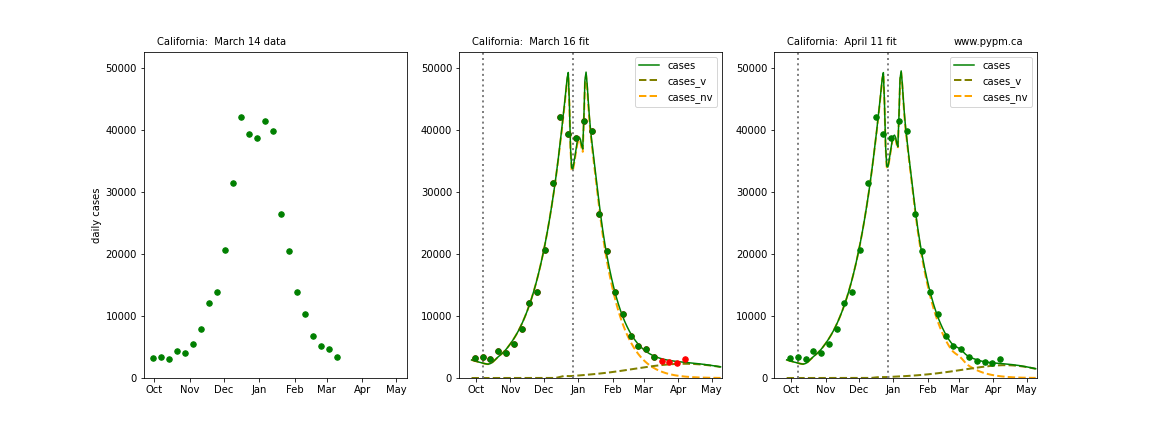 California:  March 14 data
daily cases
50000
40000
30000
20000
10000
0
Oct Nov Dec Jan Feb Mar Apr May
California:  March 16 fit
cases
cases_v
cases_nv
50000
40000
30000
20000
10000
0
Oct Nov Dec Jan Feb Mar Apr May
California:  April 11 fit www.pypm.ca
cases
cases_v
cases_nv
50000
40000
30000
20000
10000
0
Oct Nov Dec Jan Feb Mar Apr May